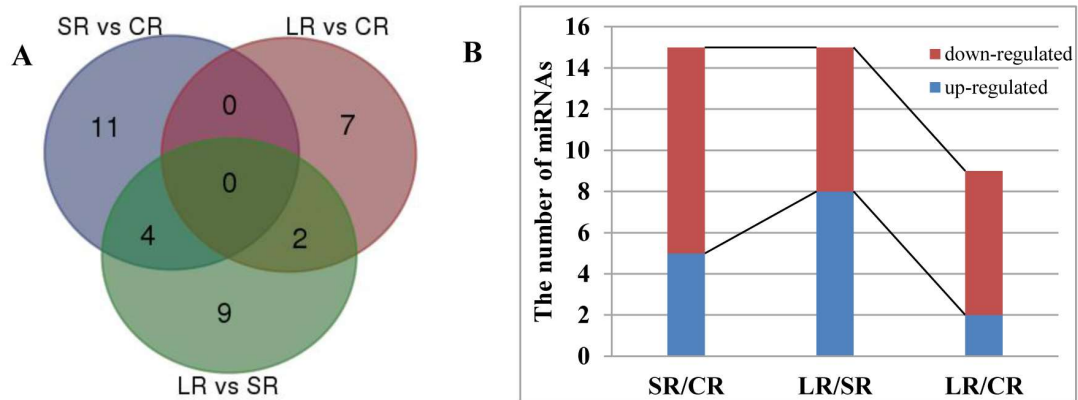 A
SR vs CR
LR vs CR
11
0
7
0
4
2
9
LR vs SR
B
The number of miRNAs
16
14
12
10
8
6
4
2
0
down-regulated
up-regulated
SR/CR
LR/SR
LR/CR